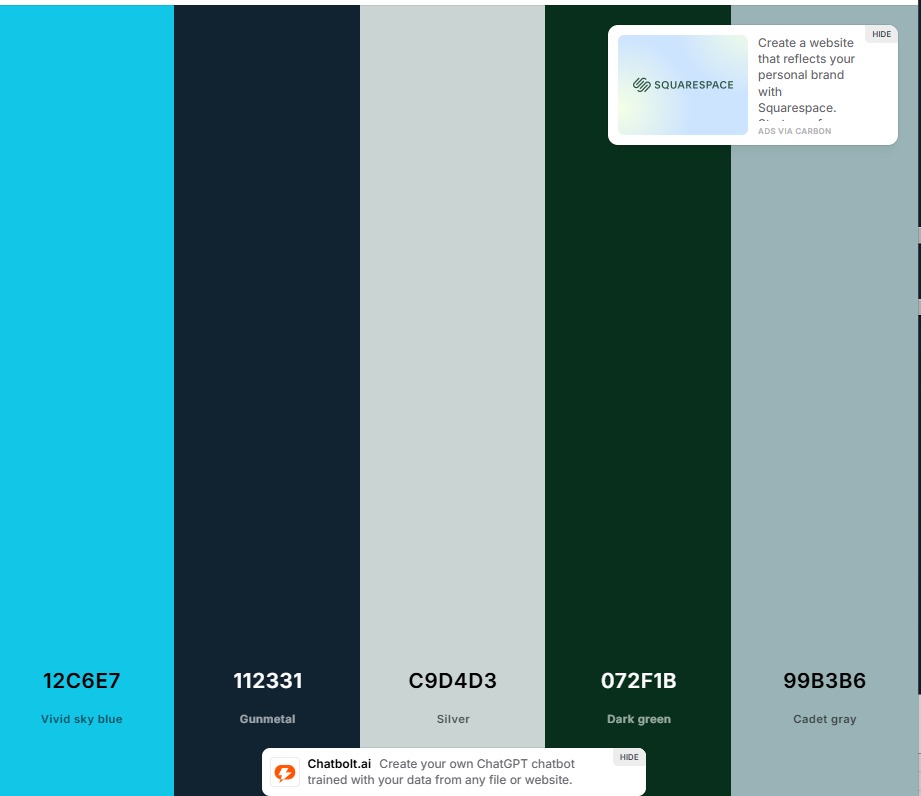 HIDE
Create a website
that reflects your
personal brand
with
Squarespace.
SQUARESPACE
ADS VIA CARBON
12C6E7
112331
C9D4D3
072F1B
99B3B6
Vivid sky blue
Gunmetal
Silver
Dark green
Cadet gray
HIDE
Chatbolt.ai Create your own ChatGPT chatbot
trained with your data from any file or website.